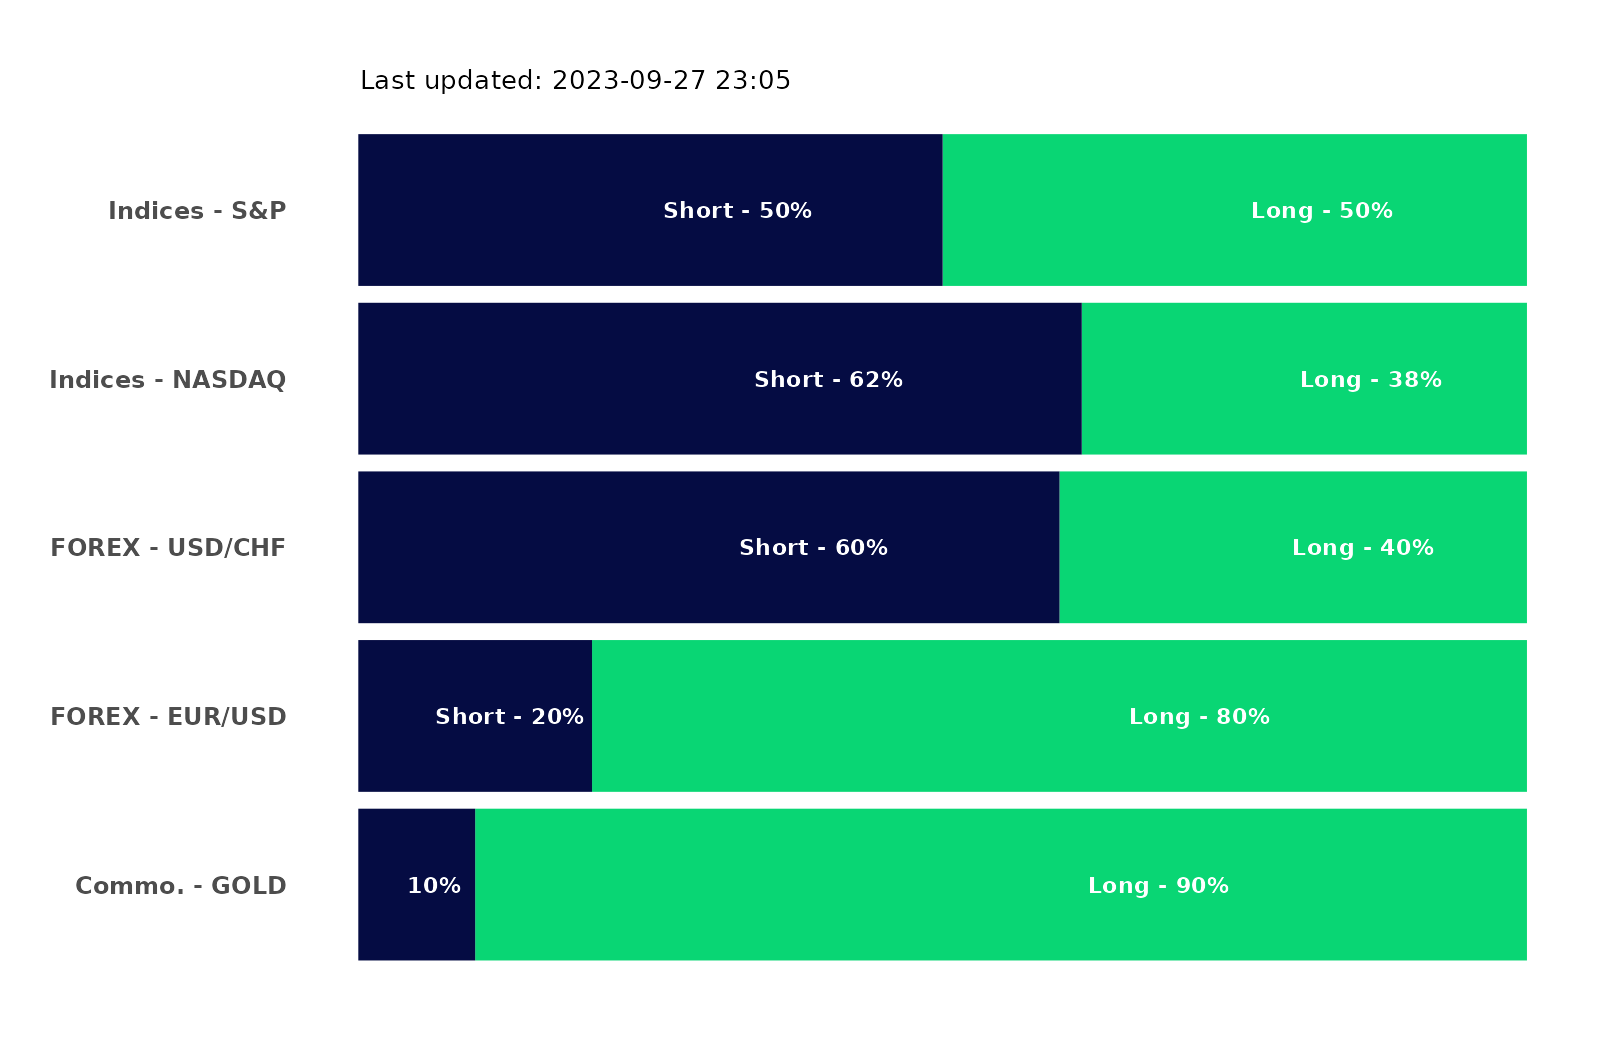 Last updated: 2023-09-27 23:05
Indices - S&P Short - 50% Long - 50%
Indices - NASDAQ Short - 62% Long - 38%
FOREX - USD/CHF Short - 60% Long - 40%
FOREX - EUR/USD Short - 20% Long - 80%
Commo. - GOLD 10% Long - 90%